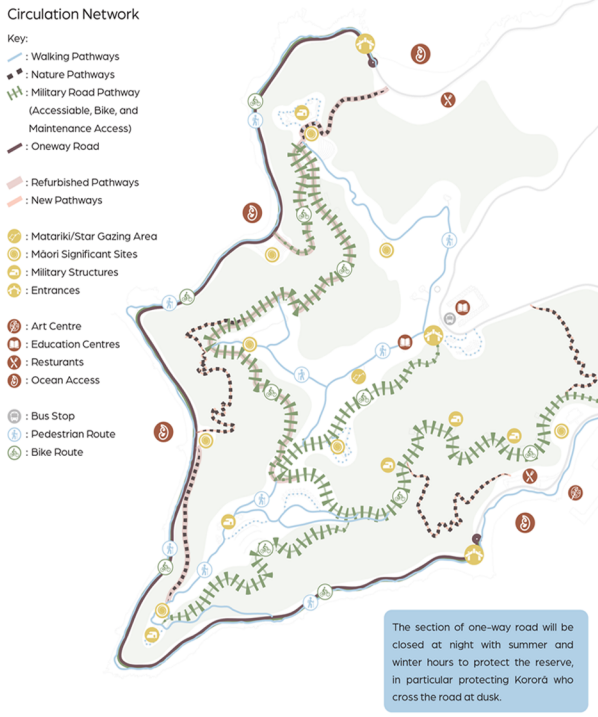 Circulation Network
Key:
: Walking Pathways
: Nature Pathways
: Military Road Pathway
(Accessiable, Bike, and
Maintenance Access)
: Oneway Road
: Refurbished Pathways
: New Pathways
: Matariki/Star Gazing Area
: Māori Significant Sites
: Military Structures
: Entrances
: Art Centre
: Education Centres
: Resturants
: Ocean Access
: Bus Stop
: Pedestrian Route
: Bike Route
The section of one-way road will be
closed at night with summer and
winter hours to protect the reserve,
in particular protecting Kororā who
cross the road at dusk.